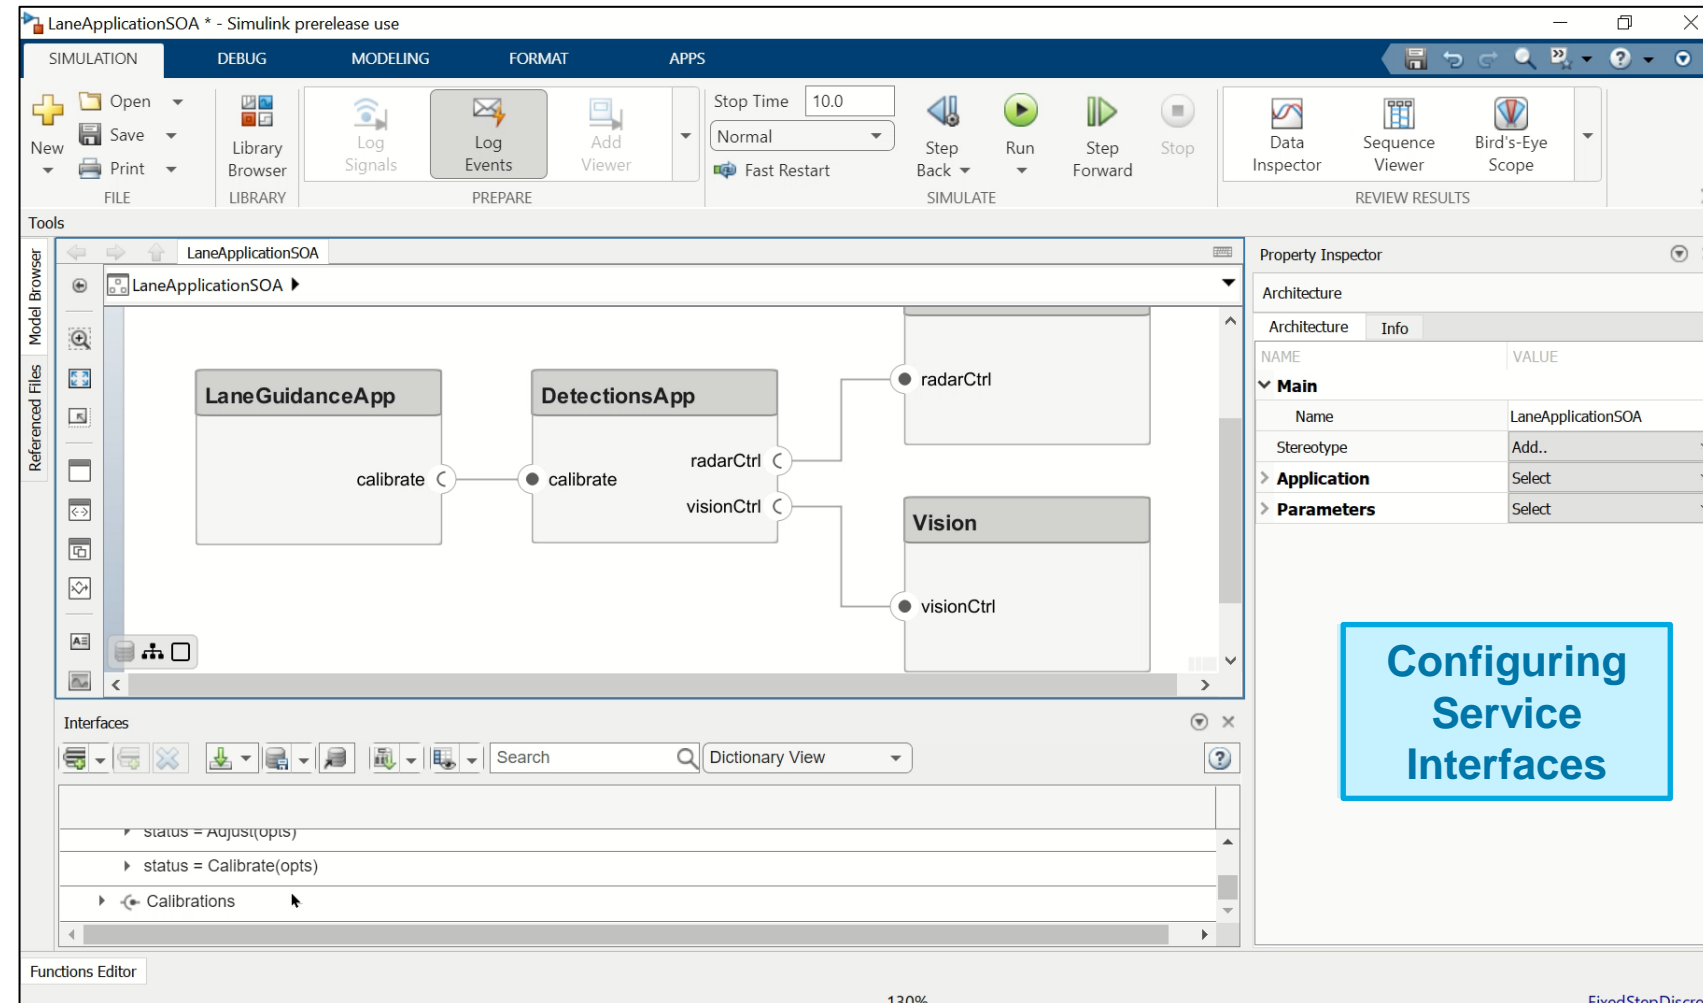 LaneApplicationSOA * - Simulink prerelease use
SIMULATION DEBUG MODELING FORMAT APPS
New
Open
Save
Print
FILE
Library
Browser
LIBRARY
Log
Signals
Log
Events
Add
Viewer
PREPARE
Stop Time 10.0
Normal
Fast Restart
Step
Back
Run
Step
Forward
Stop
SIMULATE
Data
Inspector
Sequence
Viewer
Bird's-Eye
Scope
REVIEW RESULTS
Tools
Model Browser
Referenced Files
LaneApplicationSOA
LaneApplicationSOA
LaneGuidanceApp
calibrate
DetectionsApp
calibrate
radarCtrl
visionCtrl
radarCtrl
Vision
visionCtrl
Property Inspector
Architecture
Architecture Info
NAME VALUE
Main
Name LaneApplicationSOA
Stereotype Add..
Application Select
Parameters Select
Configuring
Service
Interfaces
Interfaces
Search
Dictionary View
status = Adjust(opts)
status = Calibrate(opts)
Calibrations
Functions Editor
130%
FixedStepDiscre